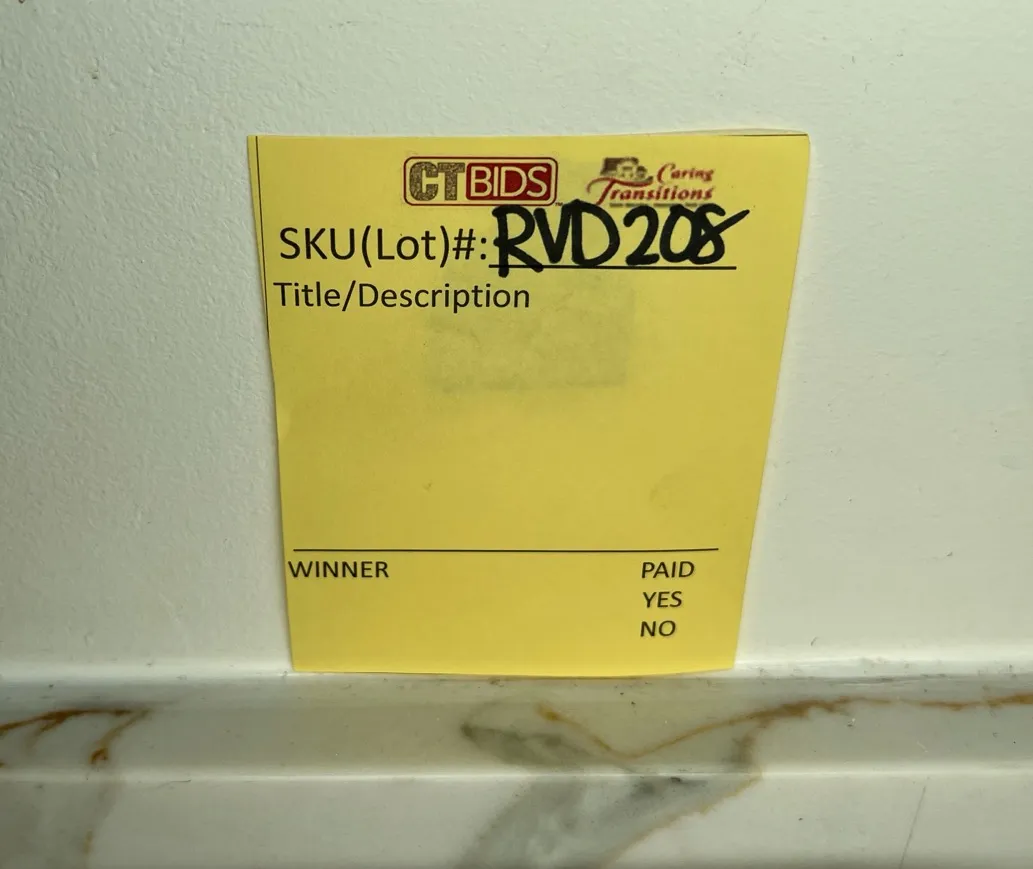 CTBIDS
Caring
Transitions
SKU(Lot)#: RVD208
Title/Description
WINNER
PAID
YES
NO